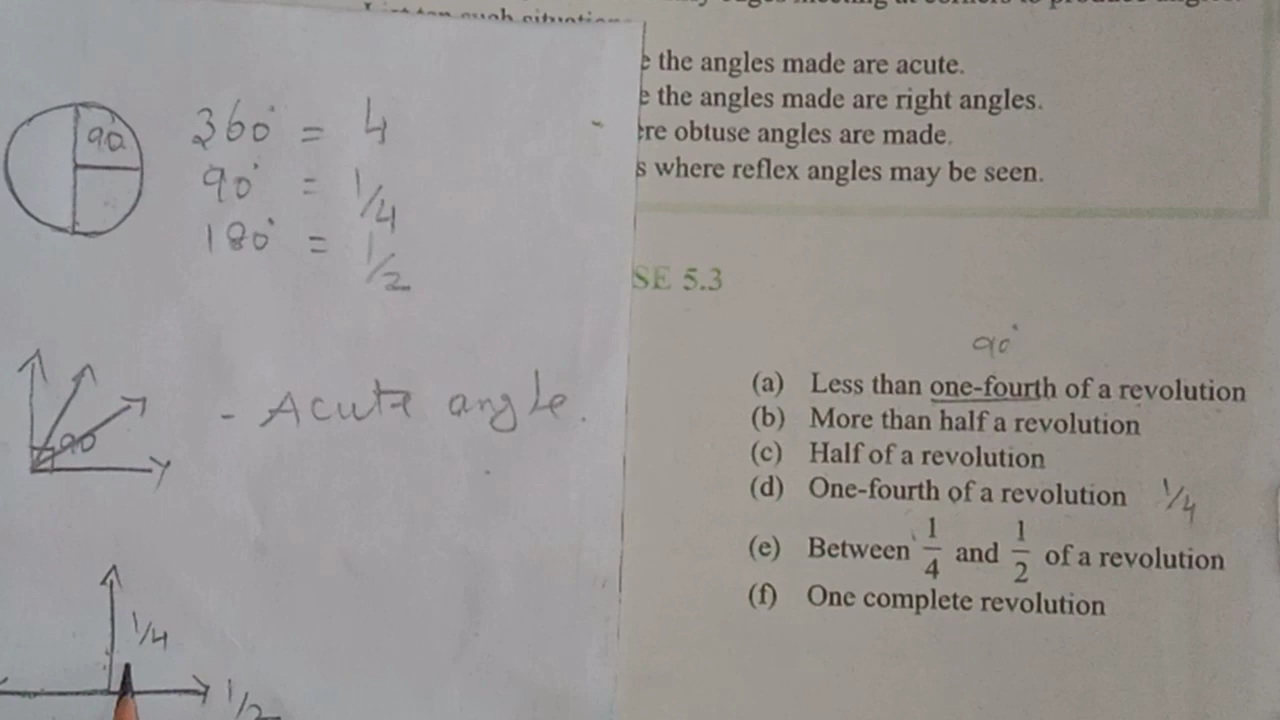 the angles made are acute.
the angles made are right angles.
obtuse angles are made.
where reflex angles may be seen.
90
360° = 4
90° = 1/4
180° = 1/2
5.3
90°
(a) Less than one-fourth of a revolution
(b) More than half a revolution
(c) Half of a revolution
(d) One-fourth of a revolution 1/4
(e) Between 1/4 and 1/2 of a revolution
(f) One complete revolution
90
- Acute angle.
1/4
1/2